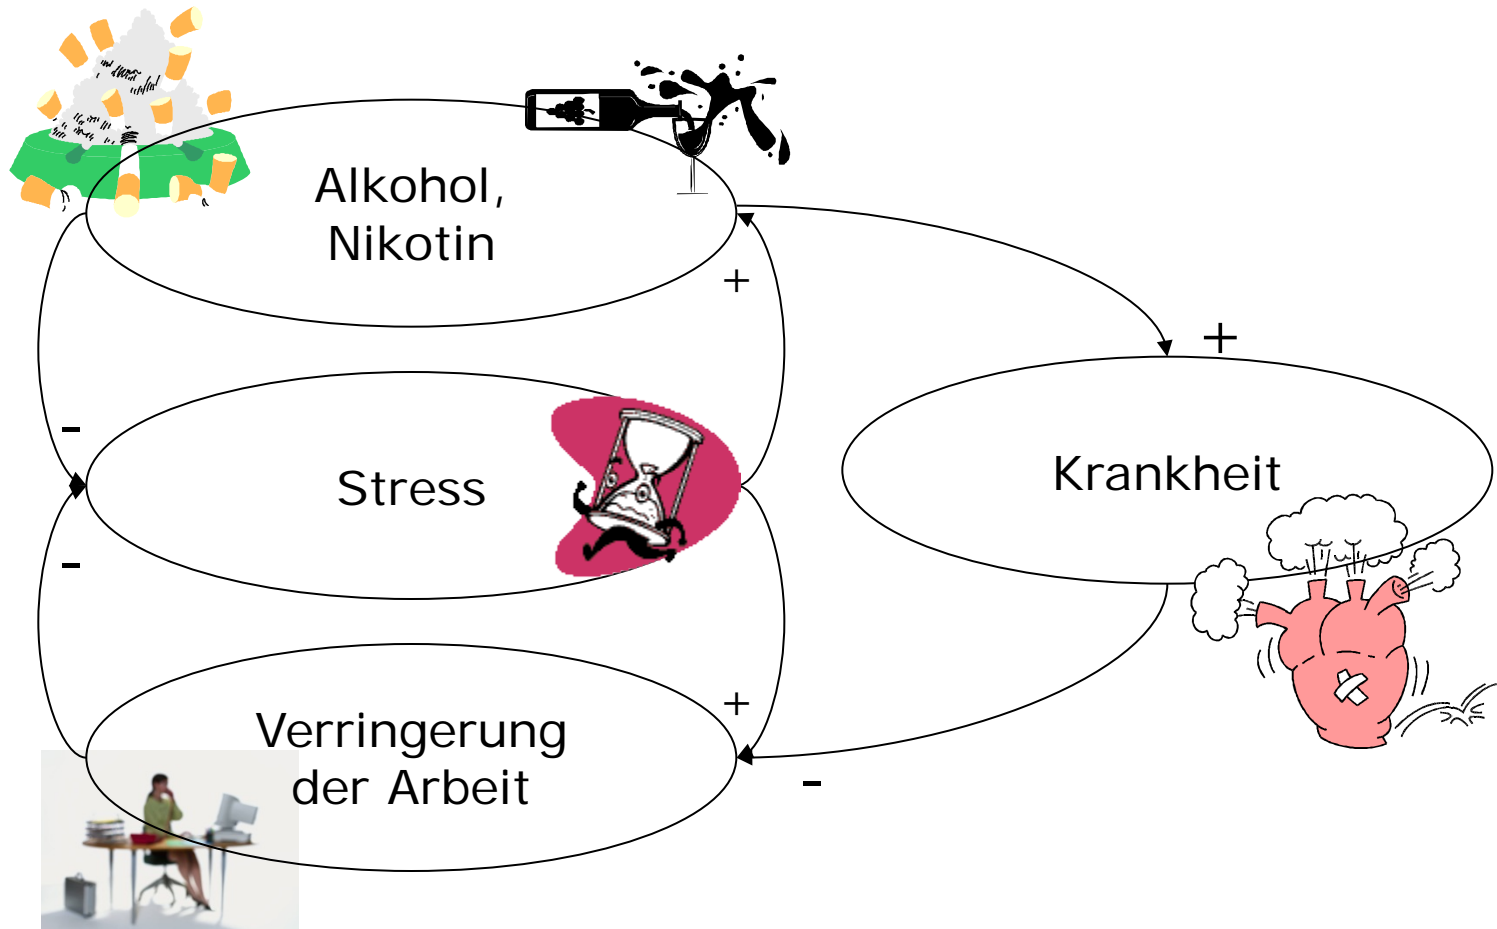 Alkohol,
Nikotin
+
+
-
Stress
Krankheit
-
+
Verringerung
der Arbeit
-